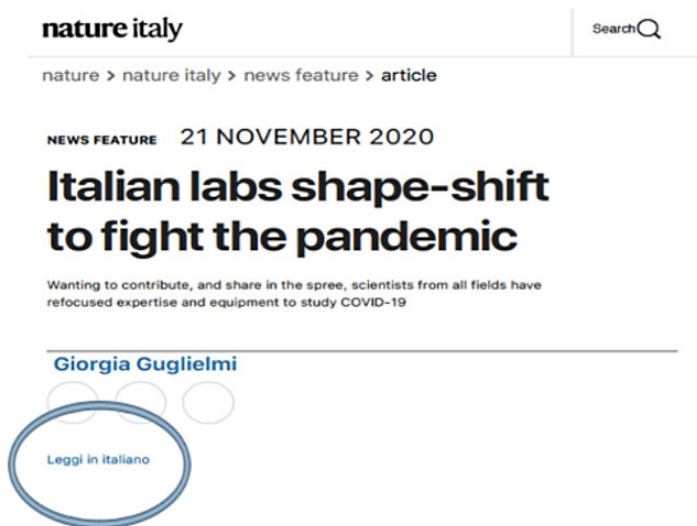 nature italy
Search
nature > nature italy > news feature > article
NEWS FEATURE 21 NOVEMBER 2020
Italian labs shape-shift
to fight the pandemic
Wanting to contribute, and share in the spree, scientists from all fields have
refocused expertise and equipment to study COVID-19
Giorgia Guglielmi
Leggi in italiano